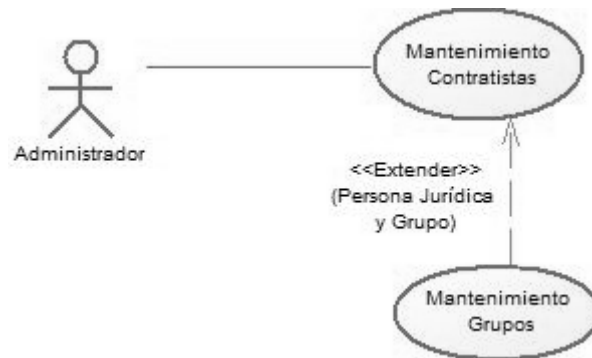 Mantenimiento
Contratistas
Administrador
<<Extender>>
(Persona Jurídica
y Grupo)
Mantenimiento
Grupos